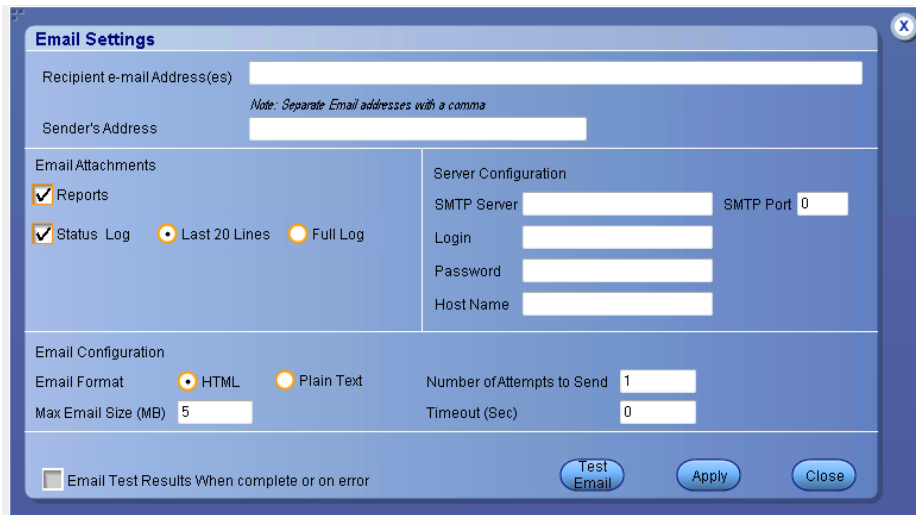 X
Email Settings
Recipient e-mail Address(es)
Note: Separate Email addresses with a comma
Sender's Address
Email Attachments
Reports
Status Log Last 20 Lines Full Log
Server Configuration
SMTP Server SMTP Port 0
Login
Password
Host Name
Email Configuration
Email Format HTML Plain Text
Max Email Size (MB) 5
Number of Attempts to Send 1
Timeout (Sec) 0
Email Test Results When complete or on error
Test
Email
Apply
Close